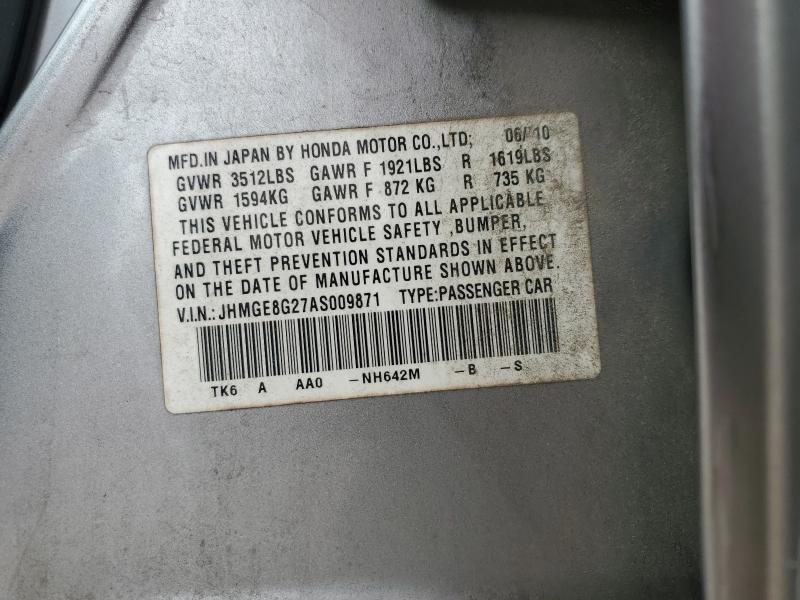 MFD.IN JAPAN BY HONDA MOTOR CO.,LTD; 06/10
GVWR 3512LBS GAWR F 1921LBS R 1619LBS
GVWR 1594KG GAWR F 872 KG R 735 KG
THIS VEHICLE CONFORMS TO ALL APPLICABLE
FEDERAL MOTOR VEHICLE SAFETY ,BUMPER,
AND THEFT PREVENTION STANDARDS IN EFFECT
ON THE DATE OF MANUFACTURE SHOWN ABOVE.
V.I.N.: JHMGE8G27AS009871 TYPE:PASSENGER CAR
TK6 A AA0 -NH642M -B -S